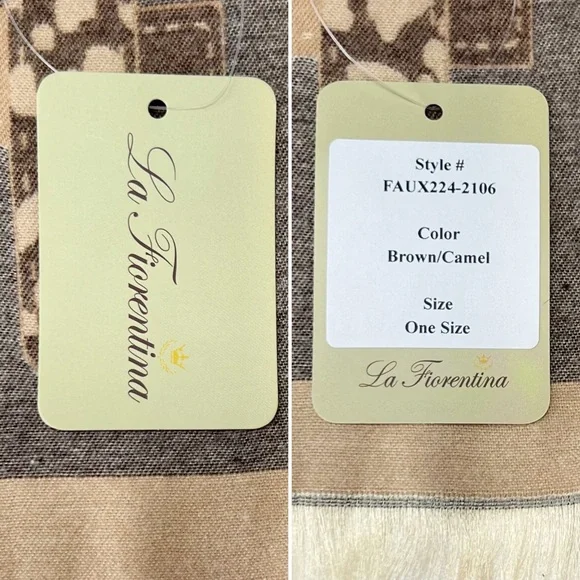 La Fiorentina
Style #
FAUX224-2106
Color
Brown/Camel
Size
One Size
La Fiorentina